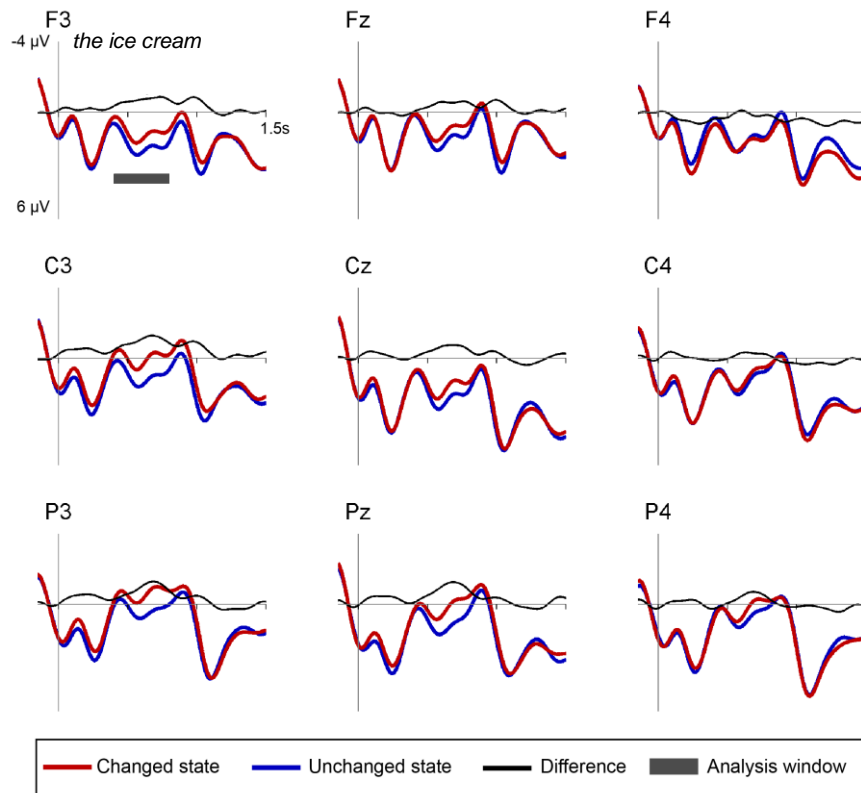 F3 Fz F4
-4 µV the ice cream
1.5s
6 µV
C3 Cz C4
P3 Pz P4
Changed state Unchanged state Difference Analysis window